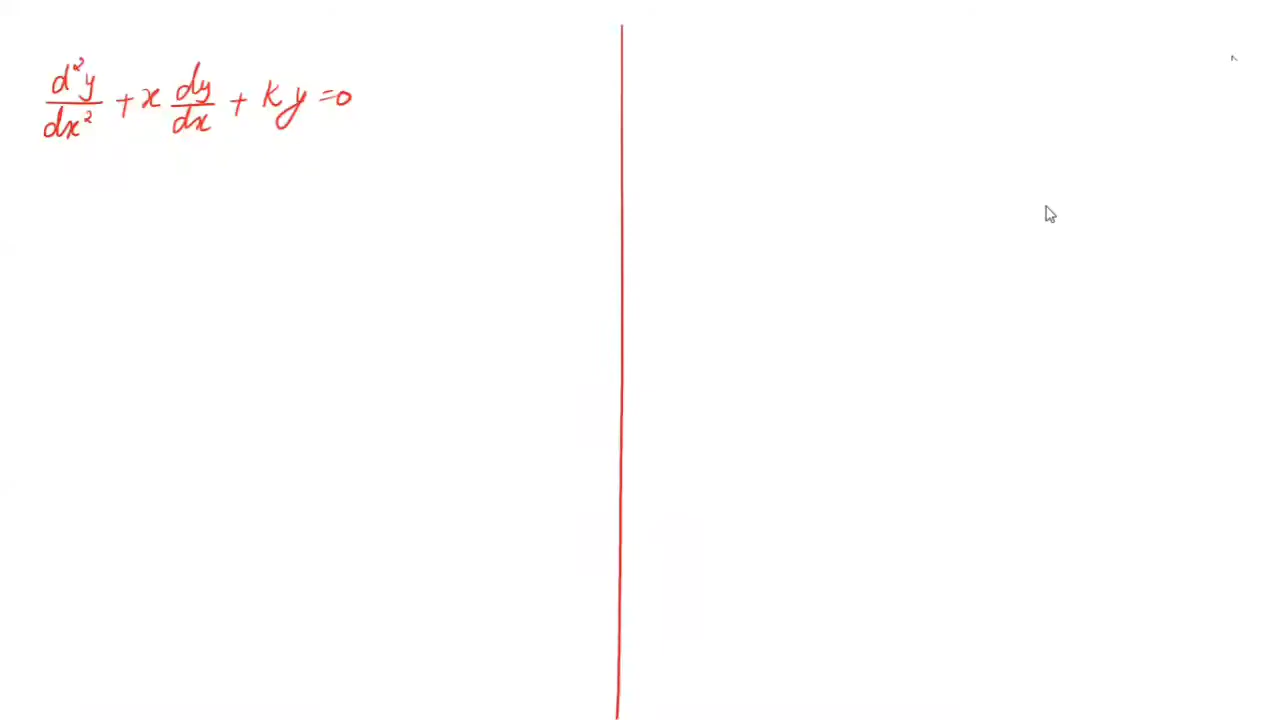 d²y/dx² + x dy/dx + ky = 0